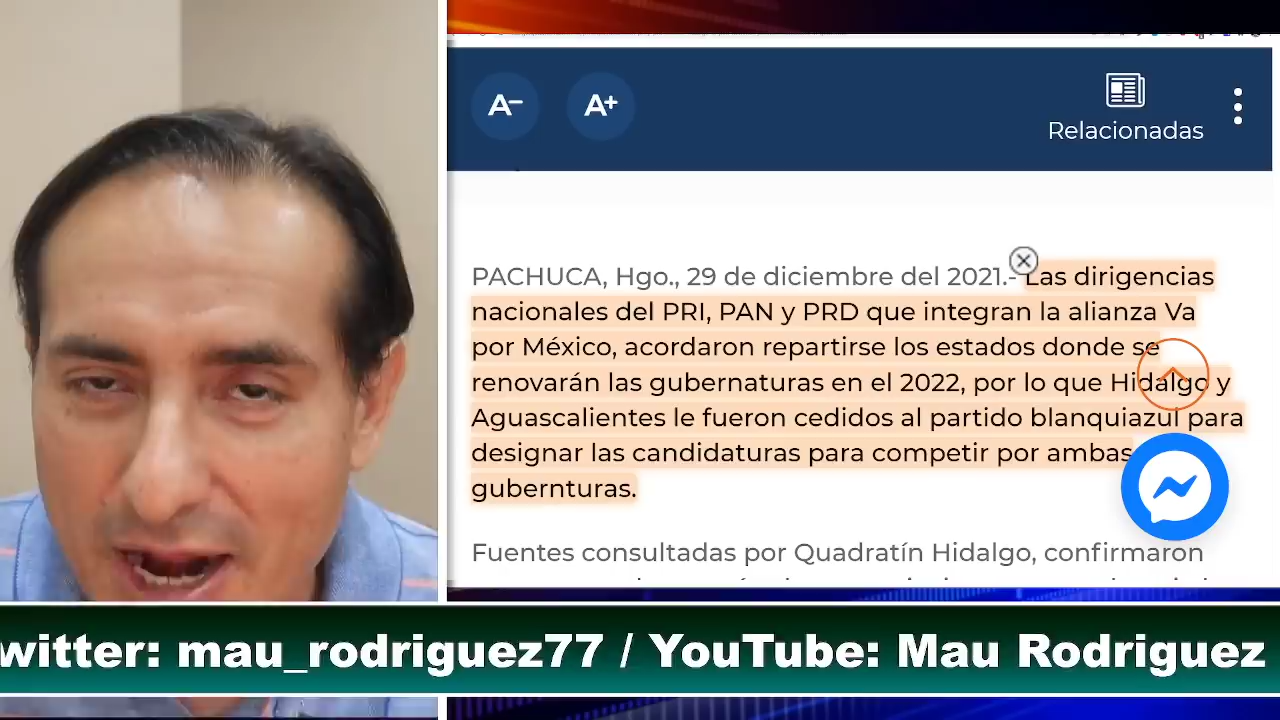 A- A+
Relacionadas
PACHUCA, Hgo., 29 de diciembre del 2021.- Las dirigencias
nacionales del PRI, PAN y PRD que integran la alianza Va
por México, acordaron repartirse los estados donde se
renovarán las gubernaturas en el 2022, por lo que Hidalgo y
Aguascalientes le fueron cedidos al partido blanquiazul para
designar las candidaturas para competir por ambas
gubernturas.
Fuentes consultadas por Quadratín Hidalgo, confirmaron
witter: mau_rodriguez77 / YouTube: Mau Rodriguez